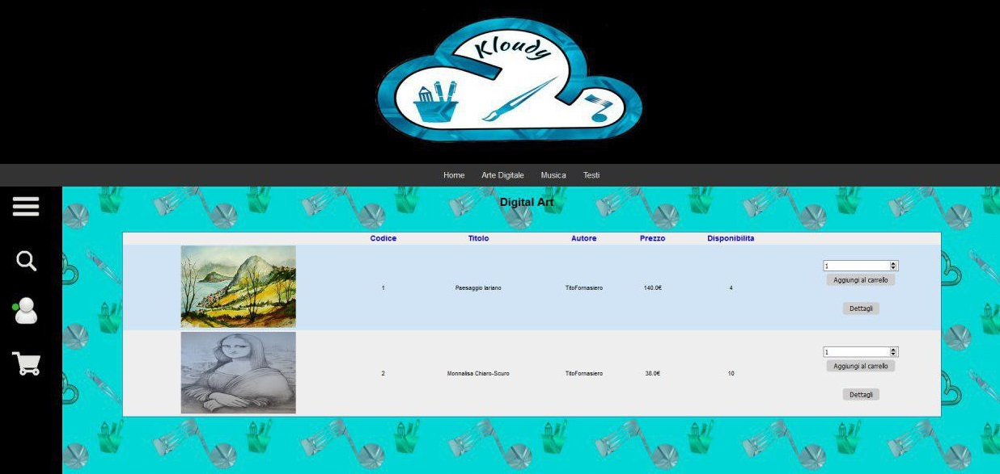 Kloudy
Home Arte Digitale Musica Testi
Digital Art
Codice Titolo Autore Prezzo Disponibilita
1
Aggiungi al carrello
1 Paesaggio lariano TitoFornasiero 140.0€ 4
Dettagli
1
Aggiungi al carrello
2 Monnalisa Chiaro-Scuro TitoFornasiero 38.0€ 10
Dettagli